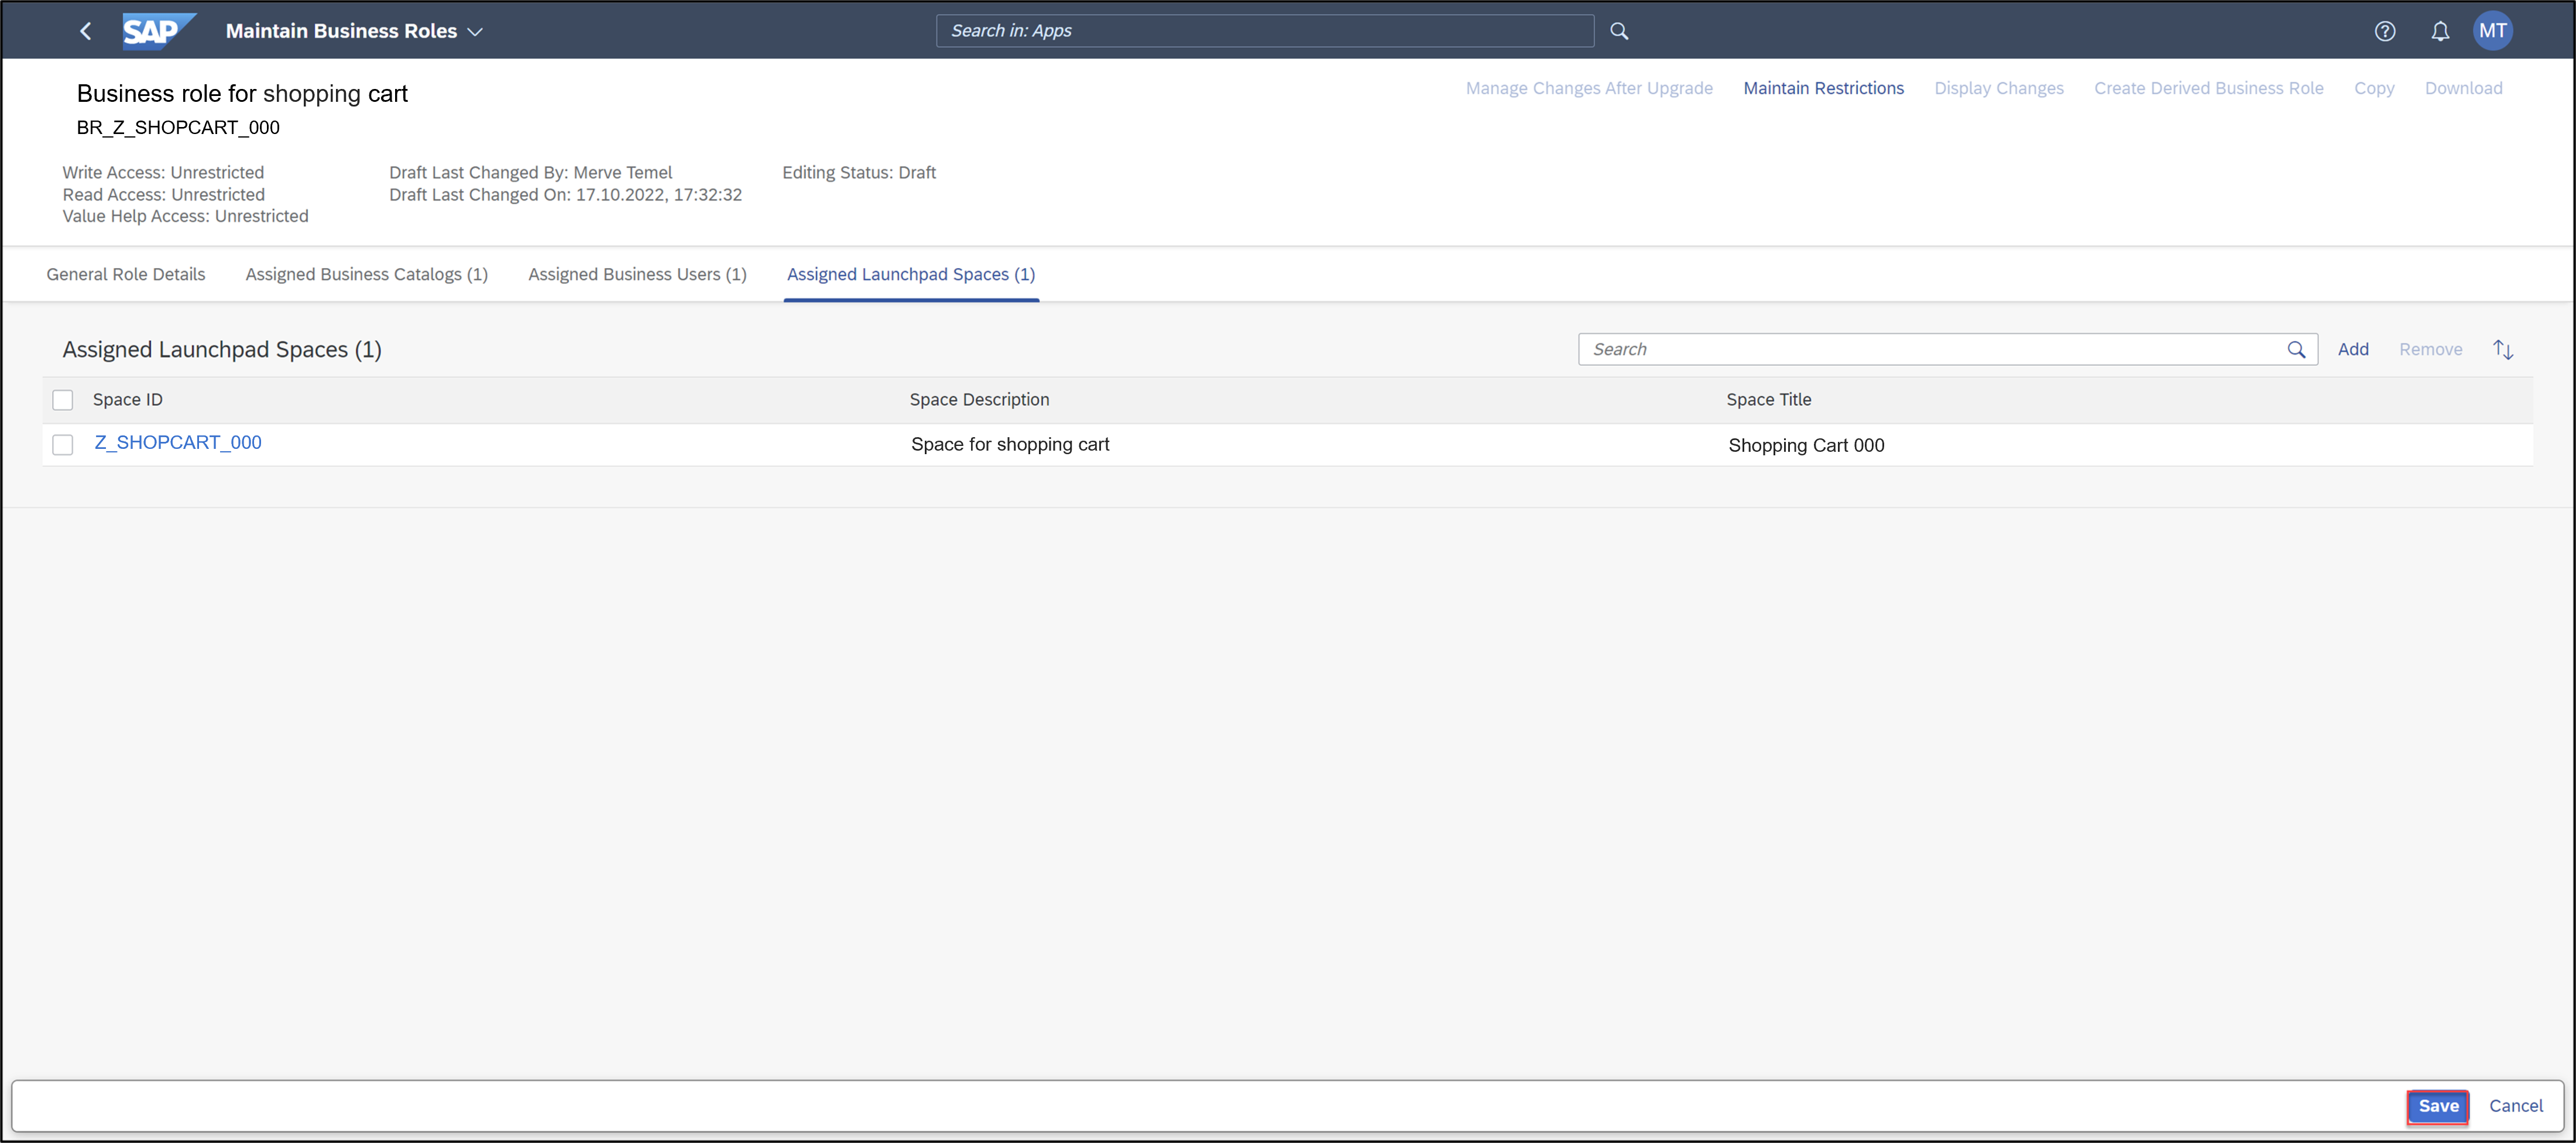 SAP Maintain Business Roles Search in: Apps MT
Business role for shopping cart Manage Changes After Upgrade Maintain Restrictions Display Changes Create Derived Business Role Copy Download
BR_Z_SHOPCART_000
Write Access: Unrestricted Draft Last Changed By: Merve Temel Editing Status: Draft
Read Access: Unrestricted Draft Last Changed On: 17.10.2022, 17:32:32
Value Help Access: Unrestricted
General Role Details Assigned Business Catalogs (1) Assigned Business Users (1) Assigned Launchpad Spaces (1)
Assigned Launchpad Spaces (1) Search Add Remove
Space ID Space Description Space Title
Z_SHOPCART_000 Space for shopping cart Shopping Cart 000
Save Cancel